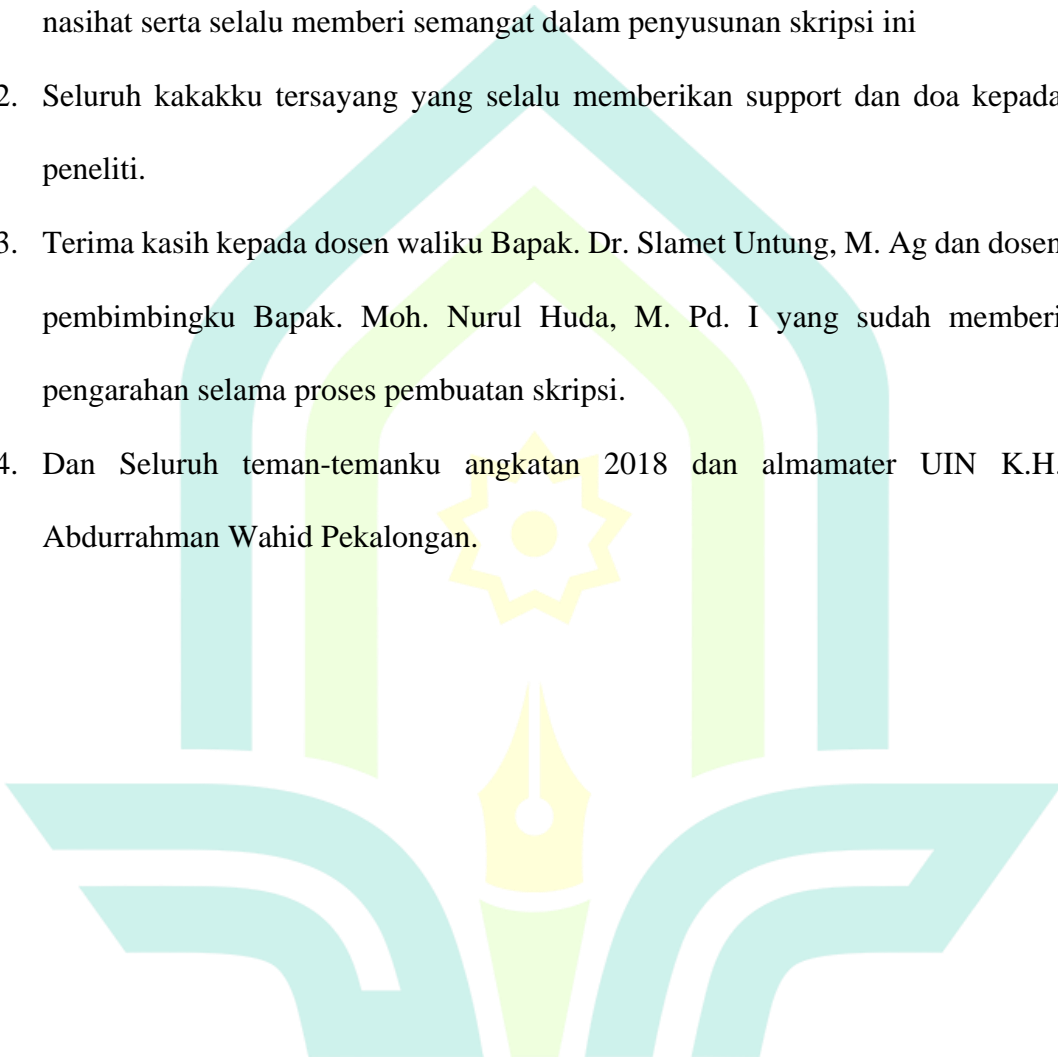 nasihat serta selalu memberi semangat dalam penyusunan skripsi ini
2. Seluruh kakakku tersayang yang selalu memberikan support dan doa kepada
peneliti.
3. Terima kasih kepada dosen waliku Bapak. Dr. Slamet Untung, M. Ag dan dosen
pembimbingku Bapak. Moh. Nurul Huda, M. Pd. I yang sudah memberi
pengarahan selama proses pembuatan skripsi.
4. Dan Seluruh teman-temanku angkatan 2018 dan almamater UIN K.H.
Abdurrahman Wahid Pekalongan.